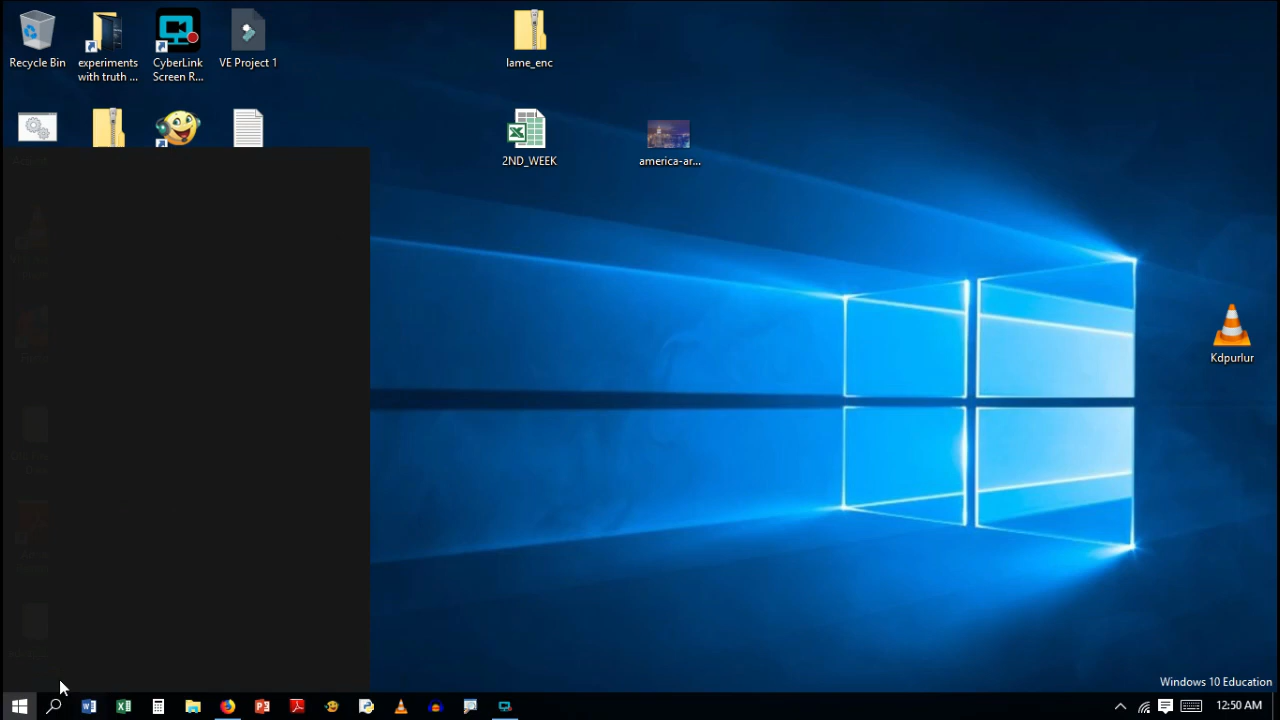 Recycle Bin
experiments
with truth ...
CyberLink
Screen R...
VE Project 1
lame_enc
2ND_WEEK
america-ar...
Kdpurlur
Windows 10 Education
12:50 AM